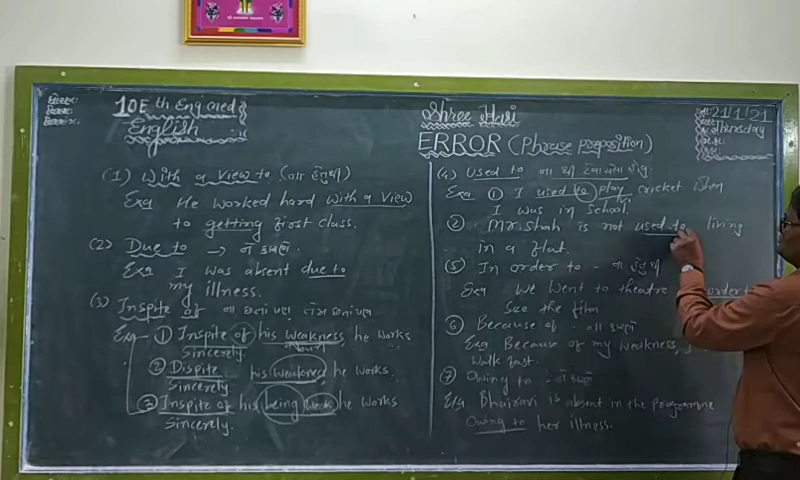 10 E th Eng med
English
Shree Hari
ERROR (Phrase preposition)
21/1/21
Thursday
(1) With a view to (ના હેતુથી)
Exa He worked hard with a view
to getting first class.
(2) Due to → ને કારણે.
Exa I was absent due to
my illness.
(3) Inspite of
Exa ① Inspite of his weakness, he works
Noun
Sincerely.
② Dispite his weakness he works.
Sincerely
③ Inspite of his being weak he works
Sincerely.
(4) Used to
Exa ① I used to play cricket when
I was in school.
② Mr. Shah is not used to living
in a flat.
⑤ In order to - ના હેતુથી
Exa We went to theatre order t
See the film
⑥ Because of - ના કારણે
Exa Because of my weakness,
walk fast.
⑦ Owing to - ને કારણે
Exa Bhairavi is absent in the programme
Owing to her illness.